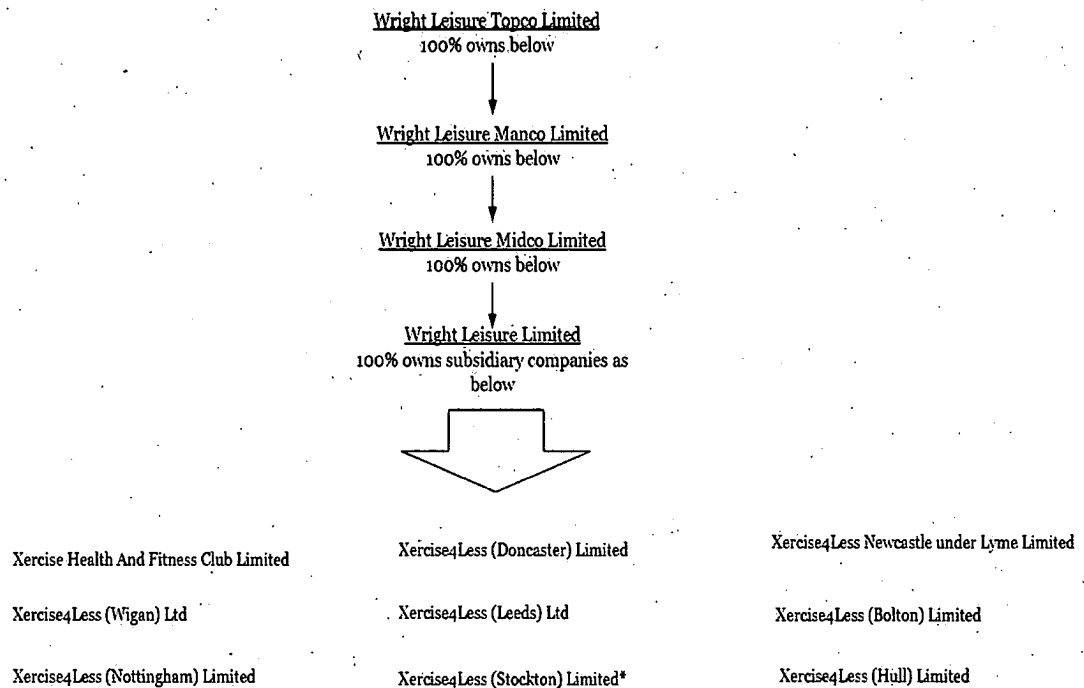 Wright Leisure Topco Limited
100% owns below
Wright Leisure Manco Limited
100% owns below
Wright Leisure Midco Limited
100% owns below
Wright Leisure Limited
100% owns subsidiary companies as
below
Xercise Health And Fitness Club Limited
Xercise4Less (Doncaster) Limited
Xercise4Less Newcastle under Lyme Limited
Xercise4Less (Wigan) Ltd
Xercise4Less (Leeds) Ltd
Xercise4Less (Bolton) Limited
Xercise4Less (Nottingham) Limited
Xercise4Less (Stockton) Limited*
Xercise4Less (Hull) Limited